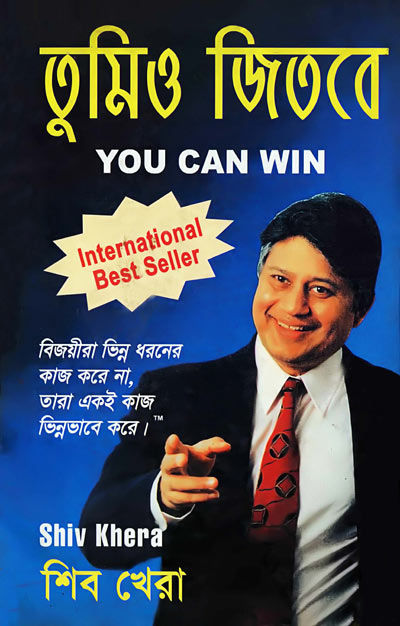 তুমিও জিতবে
YOU CAN WIN
International
Best Seller
বিজয়ীরা ভিন্ন ধরনের
কাজ করে না,
তারা একই কাজ
ভিন্নভাবে করে।™
Shiv Khera
শিব খেরা